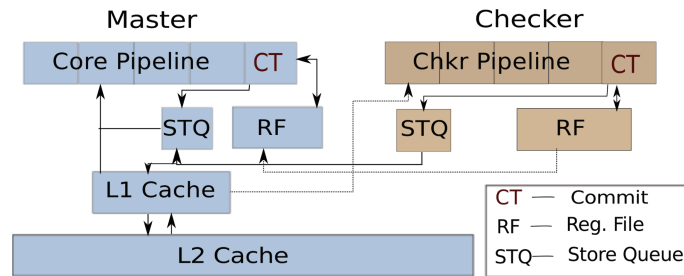 Master
Checker
Core Pipeline CT
Chkr Pipeline CT
STQ
RF
STQ
RF
L1 Cache
L2 Cache
CT — Commit
RF — Reg. File
STQ — Store Queue